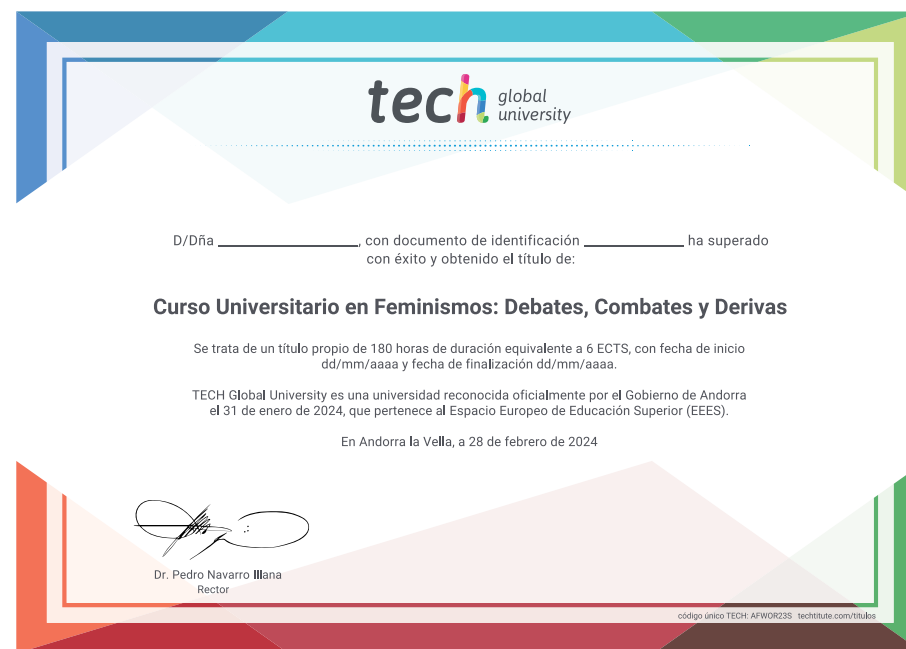 tech global
university
D/Dña ______________, con documento de identificación __________ ha superado
con éxito y obtenido el título de:
Curso Universitario en Feminismos: Debates, Combates y Derivas
Se trata de un título propio de 180 horas de duración equivalente a 6 ECTS, con fecha de inicio
dd/mm/aaaa y fecha de finalización dd/mm/aaaa.
TECH Global University es una universidad reconocida oficialmente por el Gobierno de Andorra
el 31 de enero de 2024, que pertenece al Espacio Europeo de Educación Superior (EEES).
En Andorra la Vella, a 28 de febrero de 2024
Dr. Pedro Navarro Illana
Rector
código único TECH: AFWOR23S techtitute.com/titulos